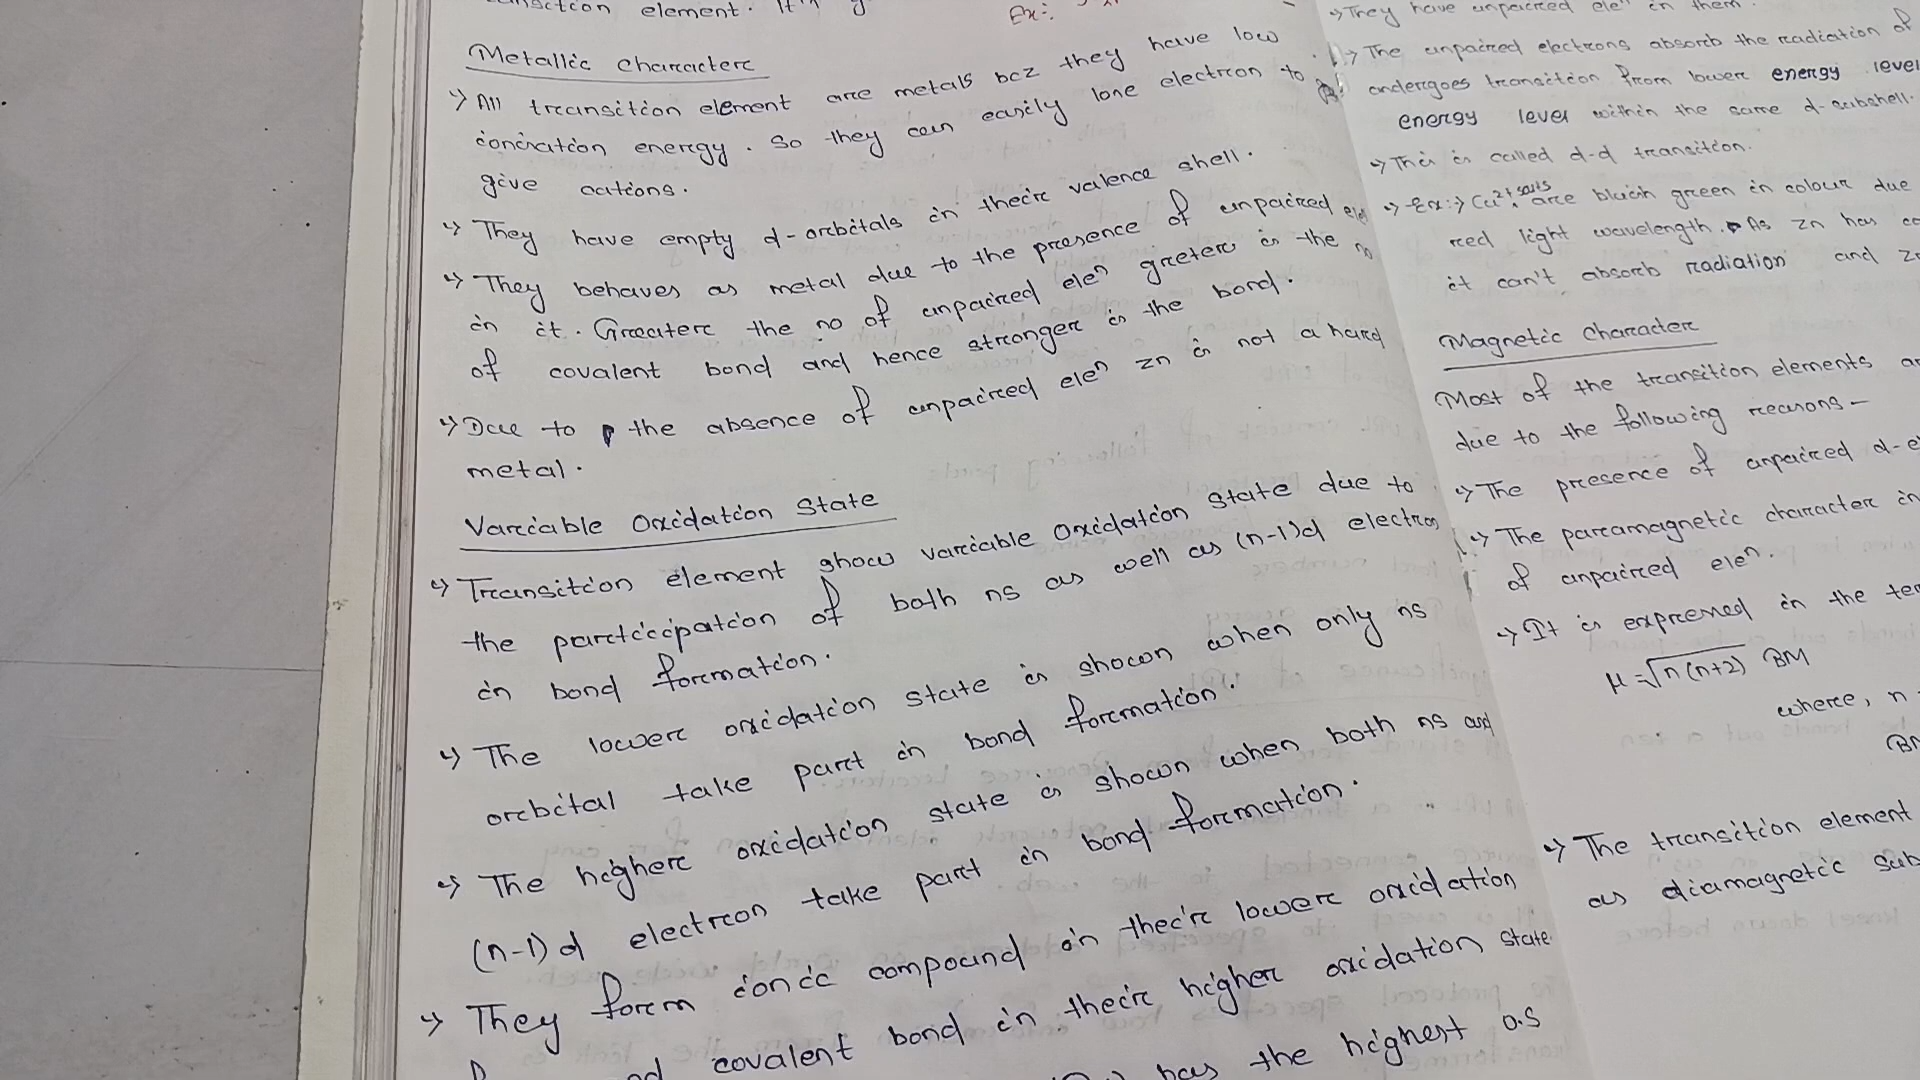 element. It
Ex:
Metallic character
→ All transition element are metals bcz they have low
ionization energy. So they can easily lone electron to
give cations.
→ They have empty d-orbitals in their valence shell.
→ They behaves as metal due to the presence of unpaired
in it. Greater the no of unpaired eleⁿ greter is the no
of covalent bond and hence stronger is the bond.
→ Due to the absence of unpaired eleⁿ zn is not a hard
metal.
Variable Oxidation State
→ Transition element show variable oxidation state due to
the participation of both ns as well as (n-1)d electron
in bond formation.
→ The lower oxidation state is shown when only ns
orbital take part in bond formation.
→ The higher oxidation state is shown when both ns and
(n-1)d electron take part in bond formation.
→ They form ionic compound in their lower oxidation
covalent bond in their higher oxidation state.
has the highest O.S
→ They have unpaired eleⁿ in them.
→ The unpaired electrons absorb the radiation of
undergoes transition from lower energy level
energy level within the same d-subshell.
→ This is called d-d transition.
→ Ex:→ Cu²⁺ salts are bluish green in colour due
red light wavelength. As zn has
it can't absorb radiation and
Magnetic character
Most of the transition elements
due to the following reasons—
→ The presence of unpaired d-e
→ The paramagnetic character in
of unpaired eleⁿ.
→ It is expressed in the
μ = √n(n+2) BM
where, n
→ The transition element
as diamagnetic